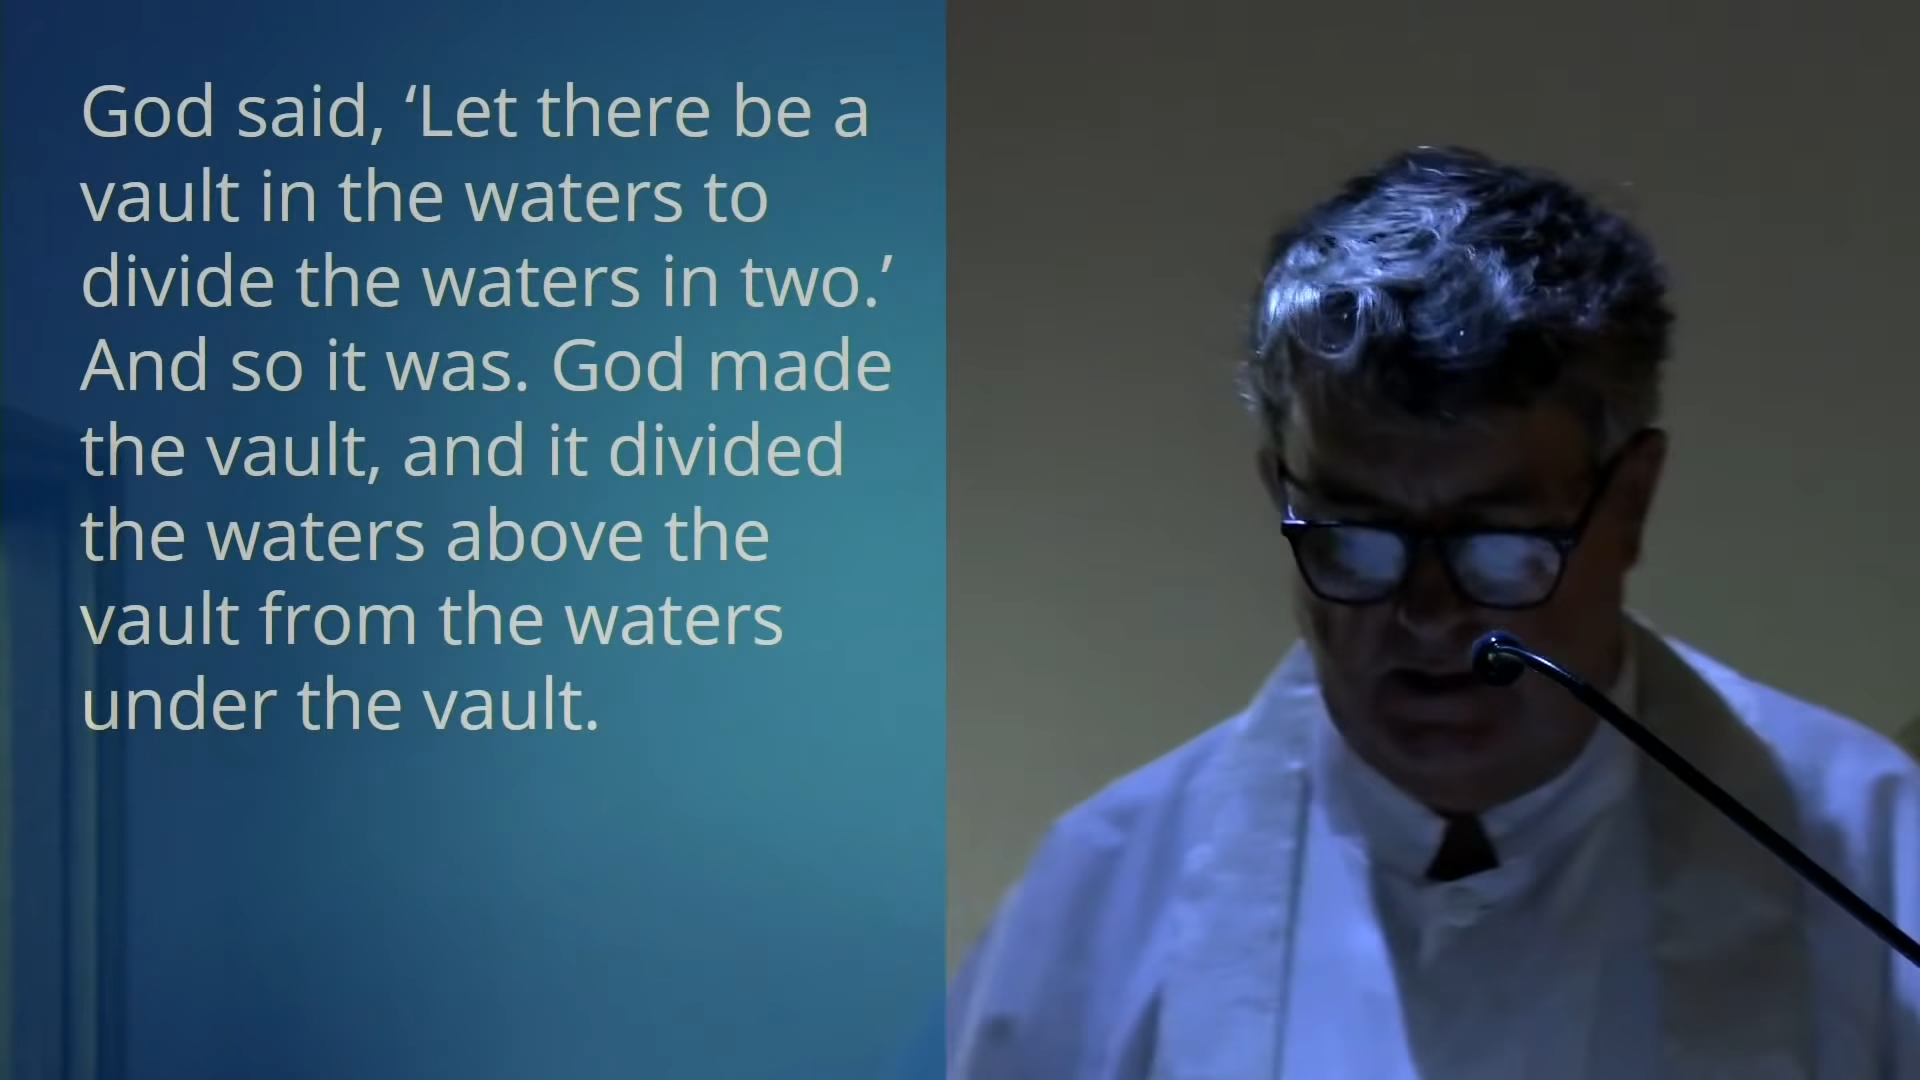 God said, ‘Let there be a
vault in the waters to
divide the waters in two.’
And so it was. God made
the vault, and it divided
the waters above the
vault from the waters
under the vault.